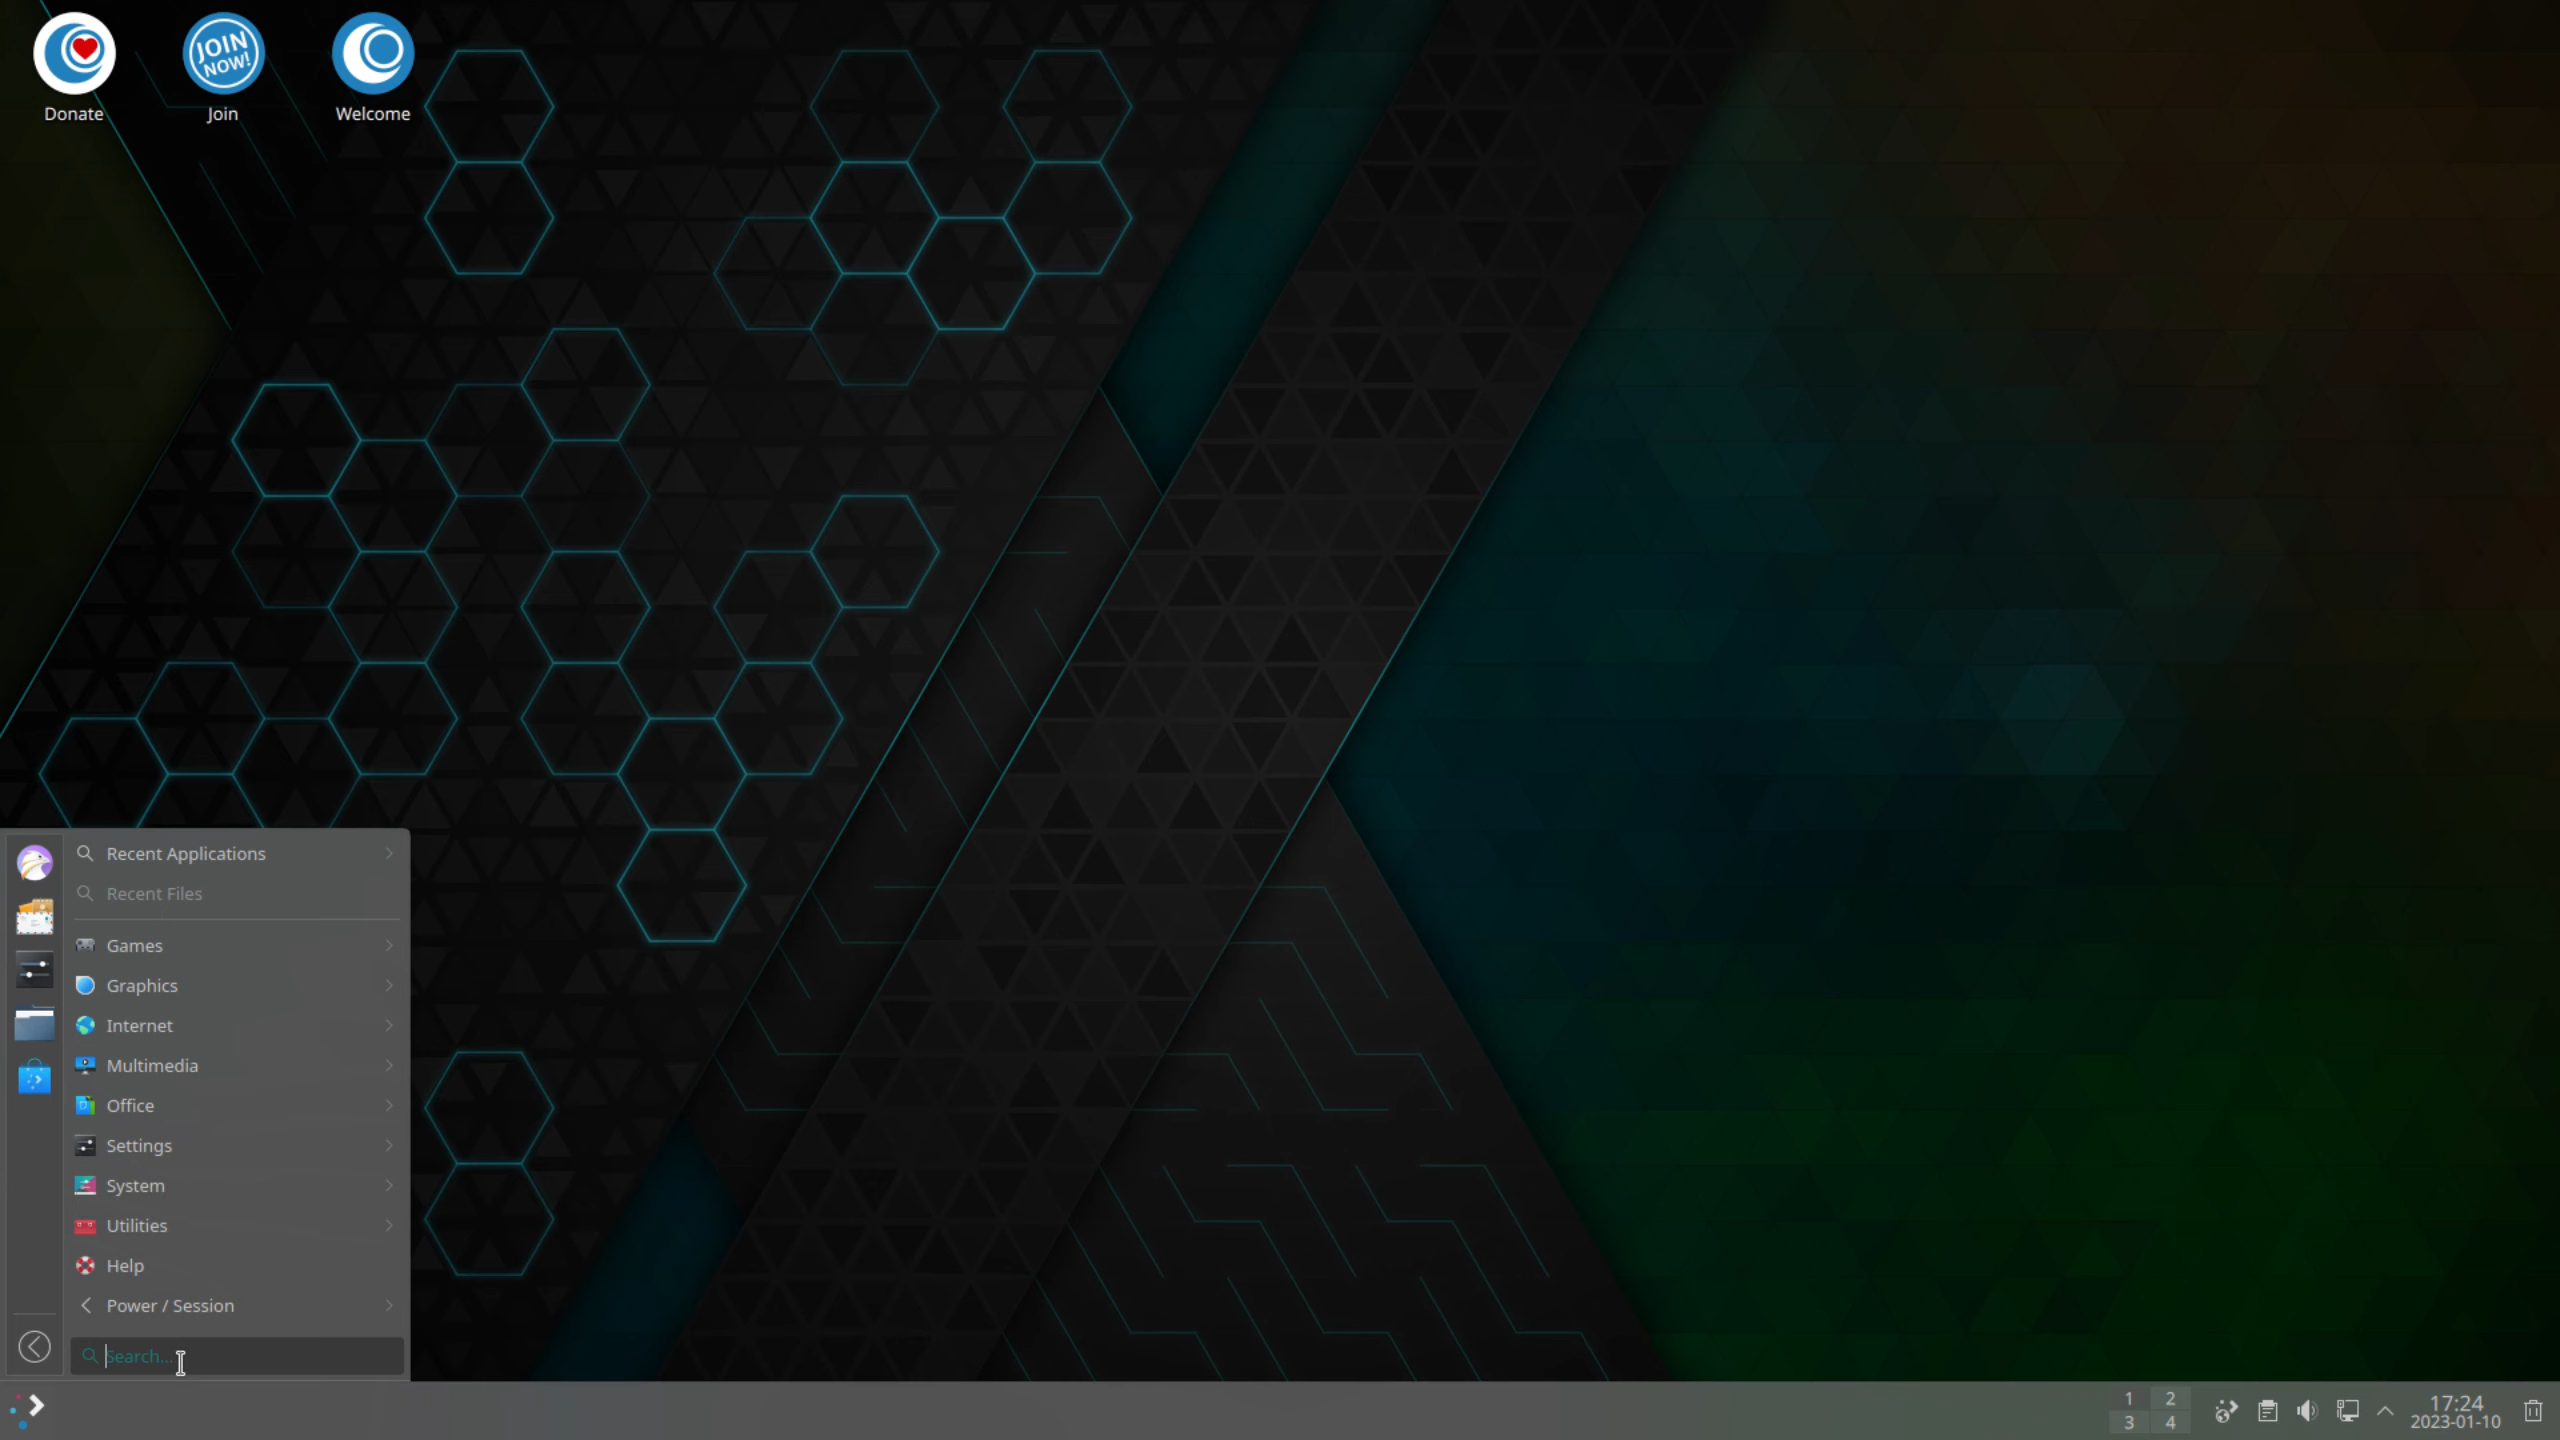 JOIN
NOW!
Donate
Join
Welcome
Recent Applications
Recent Files
Games
Graphics
Internet
Multimedia
Office
Settings
System
Utilities
Help
Power / Session
Search...
1 2
3 4
17:24
2023-01-10